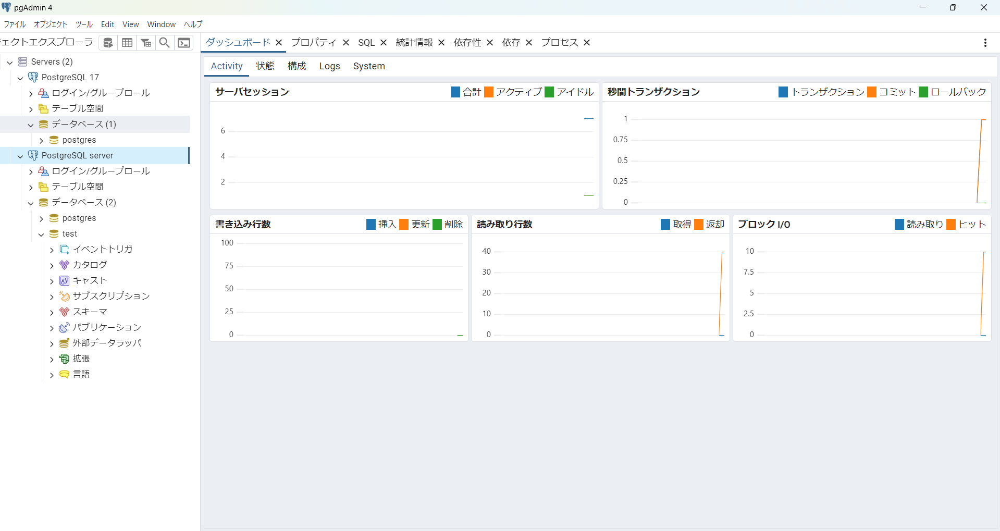 pgAdmin 4
ファイル オブジェクト ツール Edit View Window ヘルプ
ェクトエクスプローラ
ダッシュボード プロパティ SQL 統計情報 依存性 依存 プロセス
Servers (2)
PostgreSQL 17
ログイン/グループロール
テーブル空間
データベース (1)
postgres
PostgreSQL server
ログイン/グループロール
テーブル空間
データベース (2)
postgres
test
イベントトリガ
カタログ
キャスト
サブスクリプション
スキーマ
パブリケーション
外部データラッパ
拡張
言語
Activity 状態 構成 Logs System
サーバセッション 合計 アクティブ アイドル
6
4
2
秒間トランザクション トランザクション コミット ロールバック
1
0.75
0.5
0.25
0
書き込み行数 挿入 更新 削除
100
75
50
25
0
読み取り行数 取得 返却
40
30
20
10
0
ブロック I/O 読み取り ヒット
10
7.5
5
2.5
0